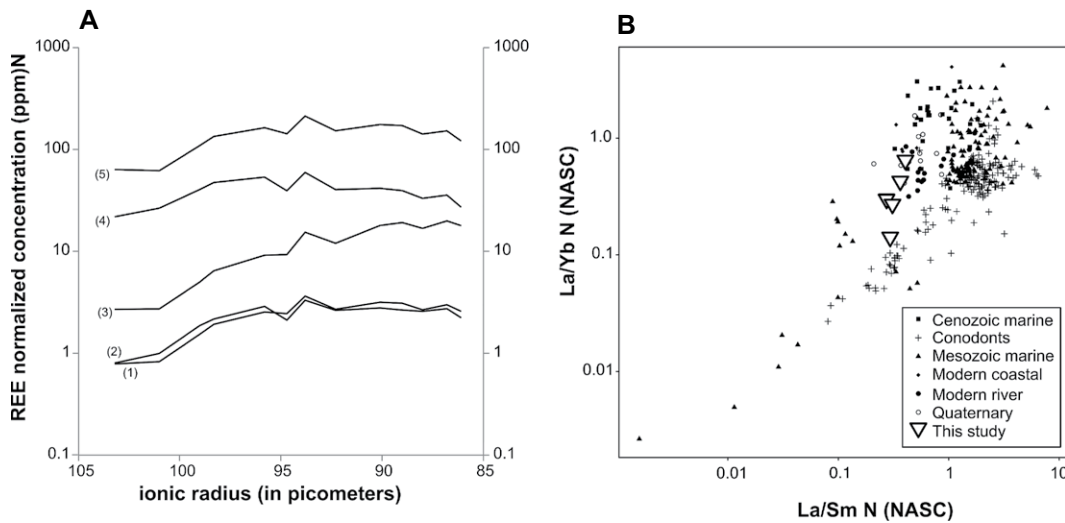 A
REE normalized concentration (ppm)N
1000
100
10
1
0.1
1000
100
10
1
0.1
(5)
(4)
(3)
(2)
(1)
103
100
95
90
85
ionic radius (in picometers)
B
La/Yb N (NASC)
1.0
0.1
0.01
Cenozoic marine
Conodonts
Mesozoic marine
Modern coastal
Modern river
Quaternary
This study
0.01
0.1
1
10
La/Sm N (NASC)